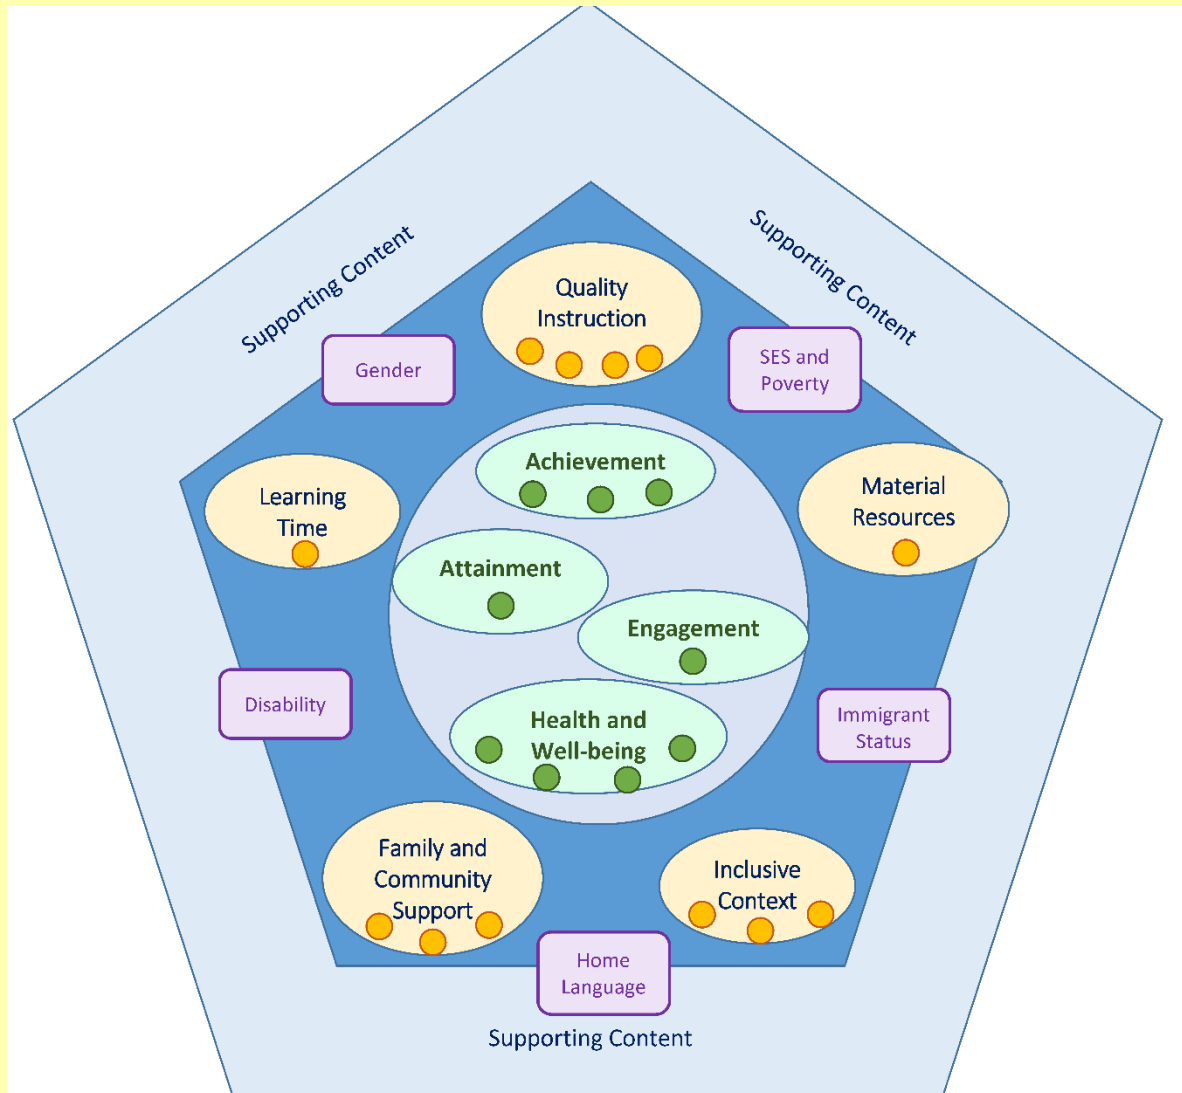 Supporting Content
Supporting Content
Quality
Instruction
Gender
SES and
Poverty
Achievement
Learning
Time
Material
Resources
Attainment
Engagement
Disability
Health and
Well-being
Immigrant
Status
Family and
Community
Support
Inclusive
Context
Home
Language
Supporting Content